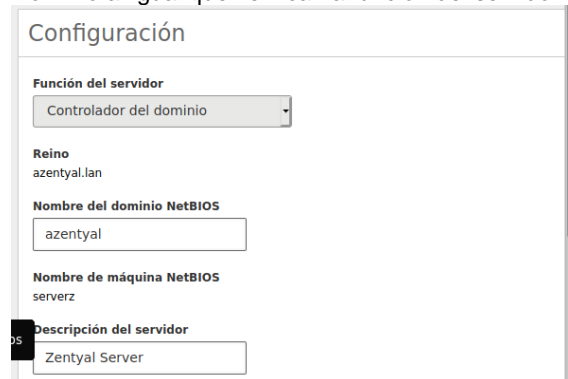 Configuración
Función del servidor
Controlador del dominio
Reino
azentyal.lan
Nombre del dominio NetBIOS
azentyal
Nombre de máquina NetBIOS
serverz
Descripción del servidor
os
Zentyal Server